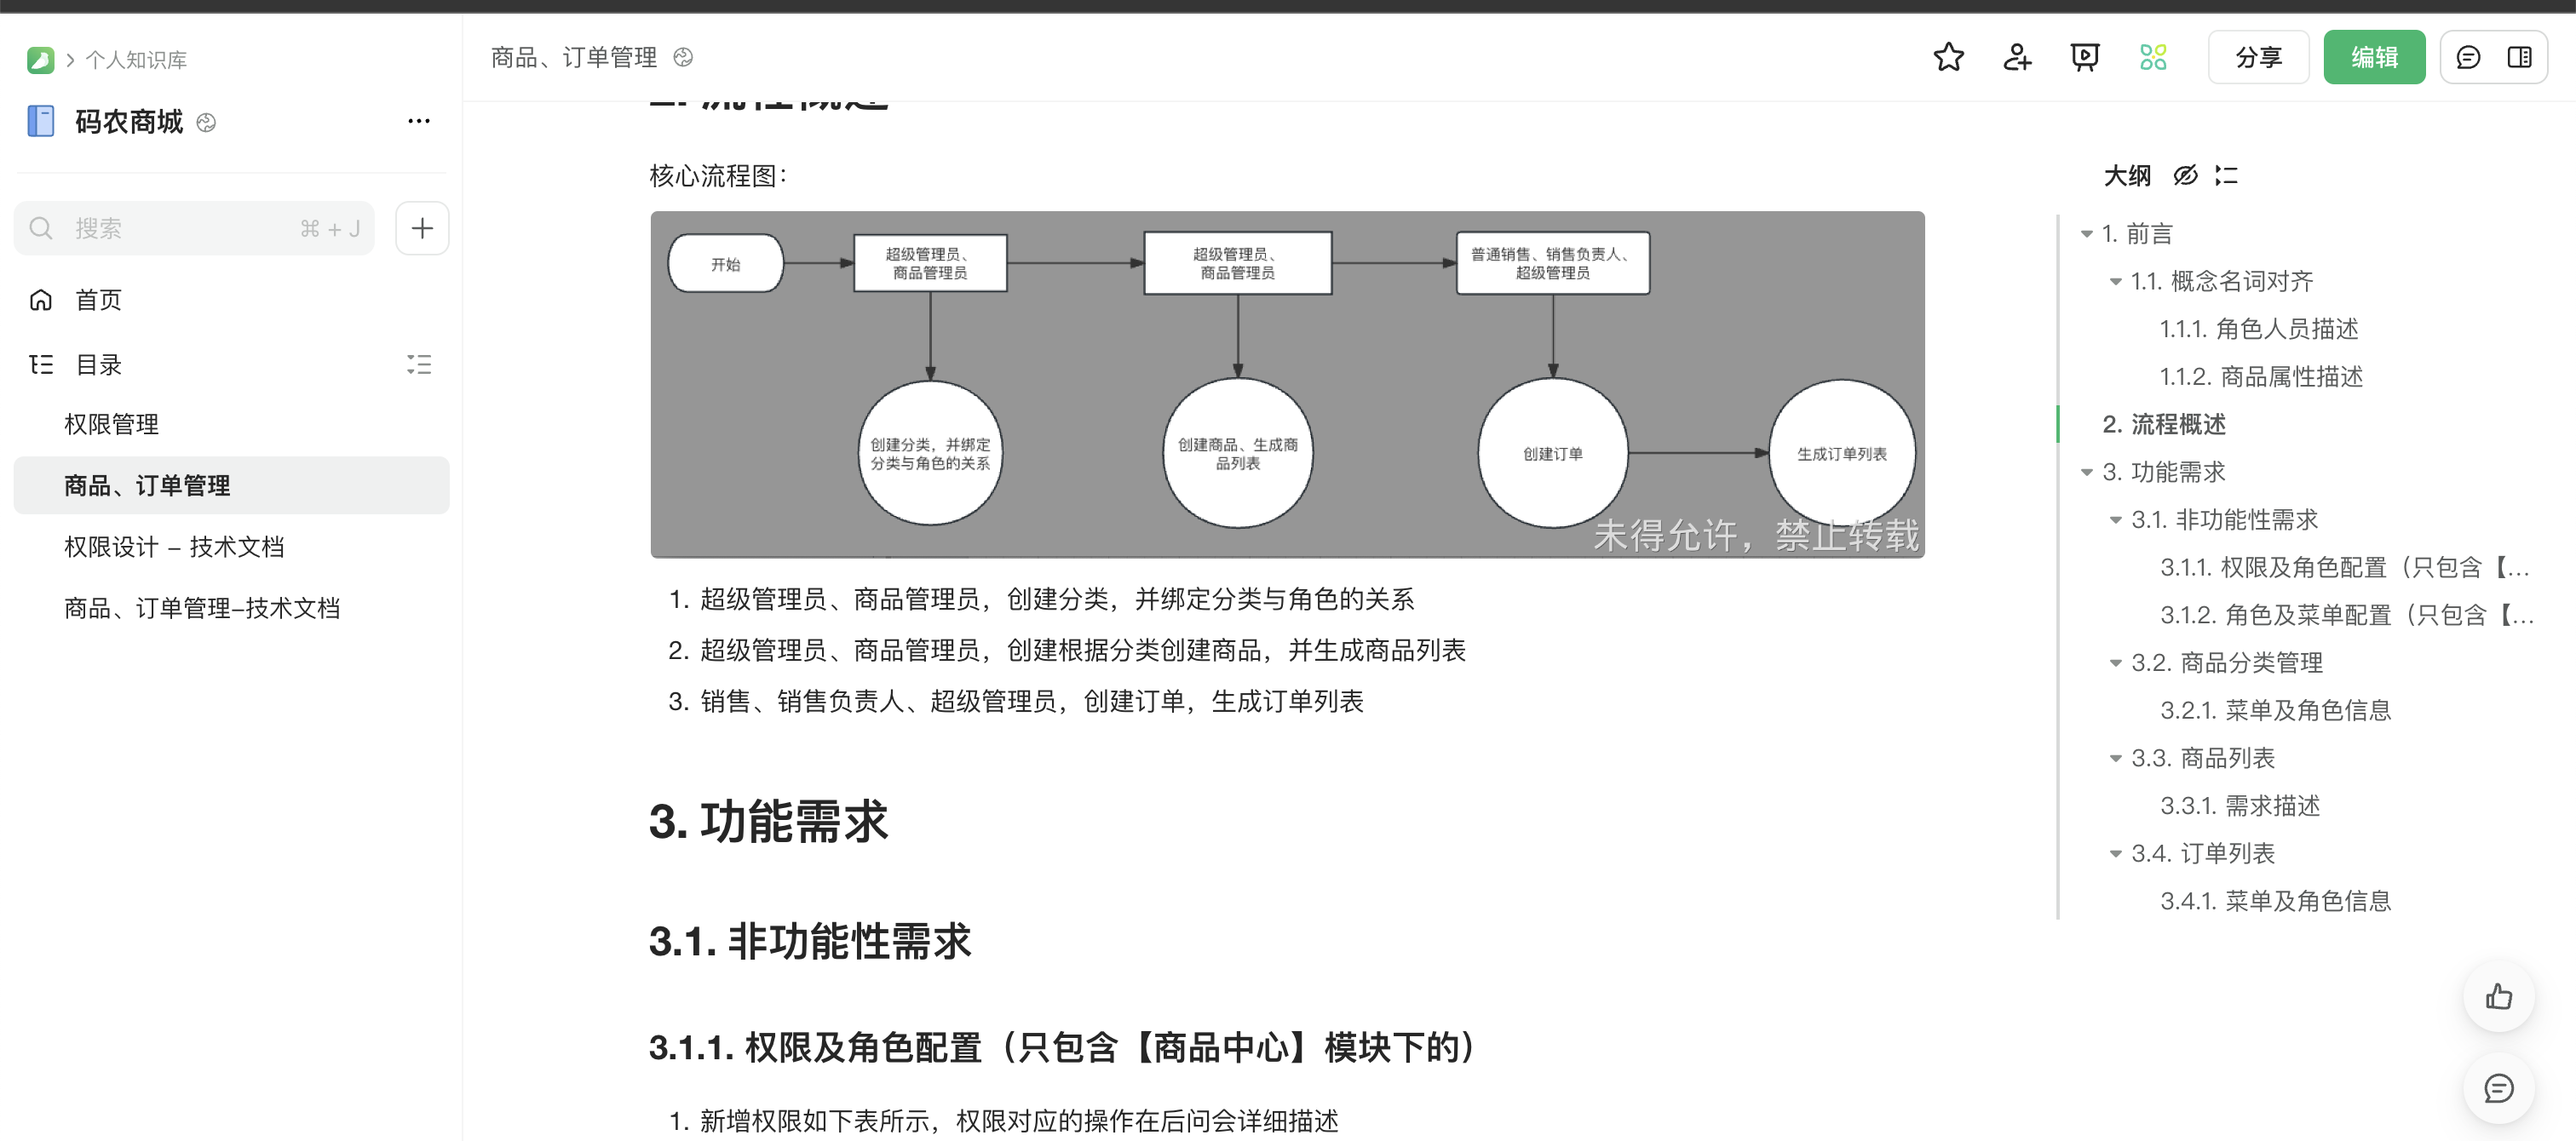 个人知识库
码农商城
搜索
⌘ + J
首页
目录
权限管理
商品、订单管理
权限设计 – 技术文档
商品、订单管理–技术文档
商品、订单管理
分享
编辑
2. 流程概述
核心流程图：
开始
超级管理员、
商品管理员
超级管理员、
商品管理员
普通销售、销售负责人、
超级管理员
创建分类，并绑定
分类与角色的关系
创建商品、生成商
品列表
创建订单
生成订单列表
未得允许，禁止转载
1. 超级管理员、商品管理员，创建分类，并绑定分类与角色的关系
2. 超级管理员、商品管理员，创建根据分类创建商品，并生成商品列表
3. 销售、销售负责人、超级管理员，创建订单，生成订单列表
3. 功能需求
3.1. 非功能性需求
3.1.1. 权限及角色配置（只包含【商品中心】模块下的）
1. 新增权限如下表所示，权限对应的操作在后问会详细描述
大纲
1. 前言
1.1. 概念名词对齐
1.1.1. 角色人员描述
1.1.2. 商品属性描述
2. 流程概述
3. 功能需求
3.1. 非功能性需求
3.1.1. 权限及角色配置（只包含【...
3.1.2. 角色及菜单配置（只包含【...
3.2. 商品分类管理
3.2.1. 菜单及角色信息
3.3. 商品列表
3.3.1. 需求描述
3.4. 订单列表
3.4.1. 菜单及角色信息